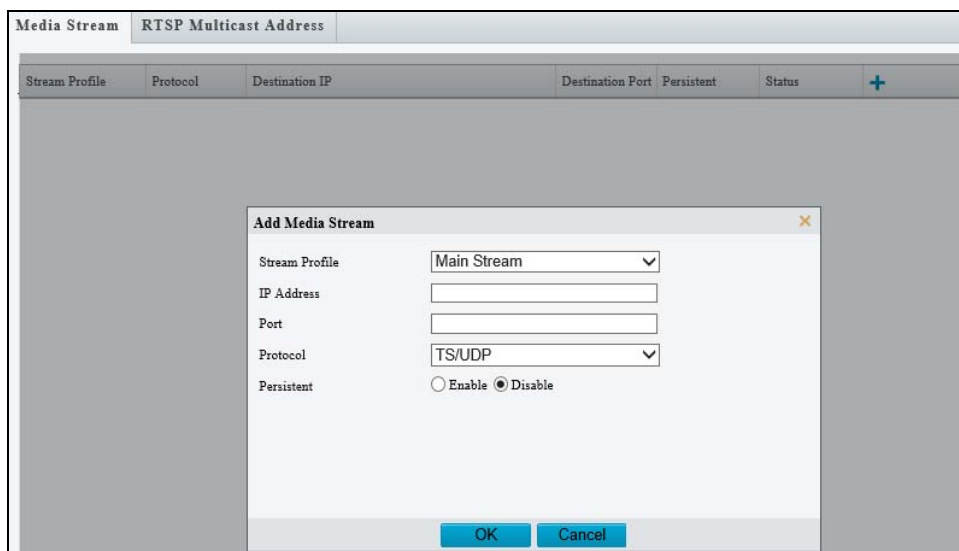 Media Stream RTSP Multicast Address
Stream Profile Protocol Destination IP Destination Port Persistent Status +
Add Media Stream ×
Stream Profile Main Stream
IP Address
Port
Protocol TS/UDP
Persistent Enable Disable
OK Cancel